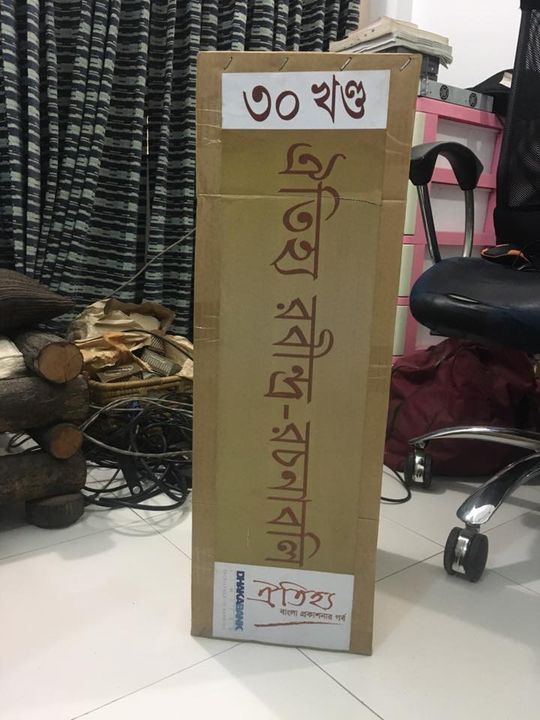 ৩০ খণ্ড
ঐতিহ্য রবীন্দ্র-রচনাবলি
ঐতিহ্য
বাংলা প্রকাশনার গর্ব
DHAKABANK